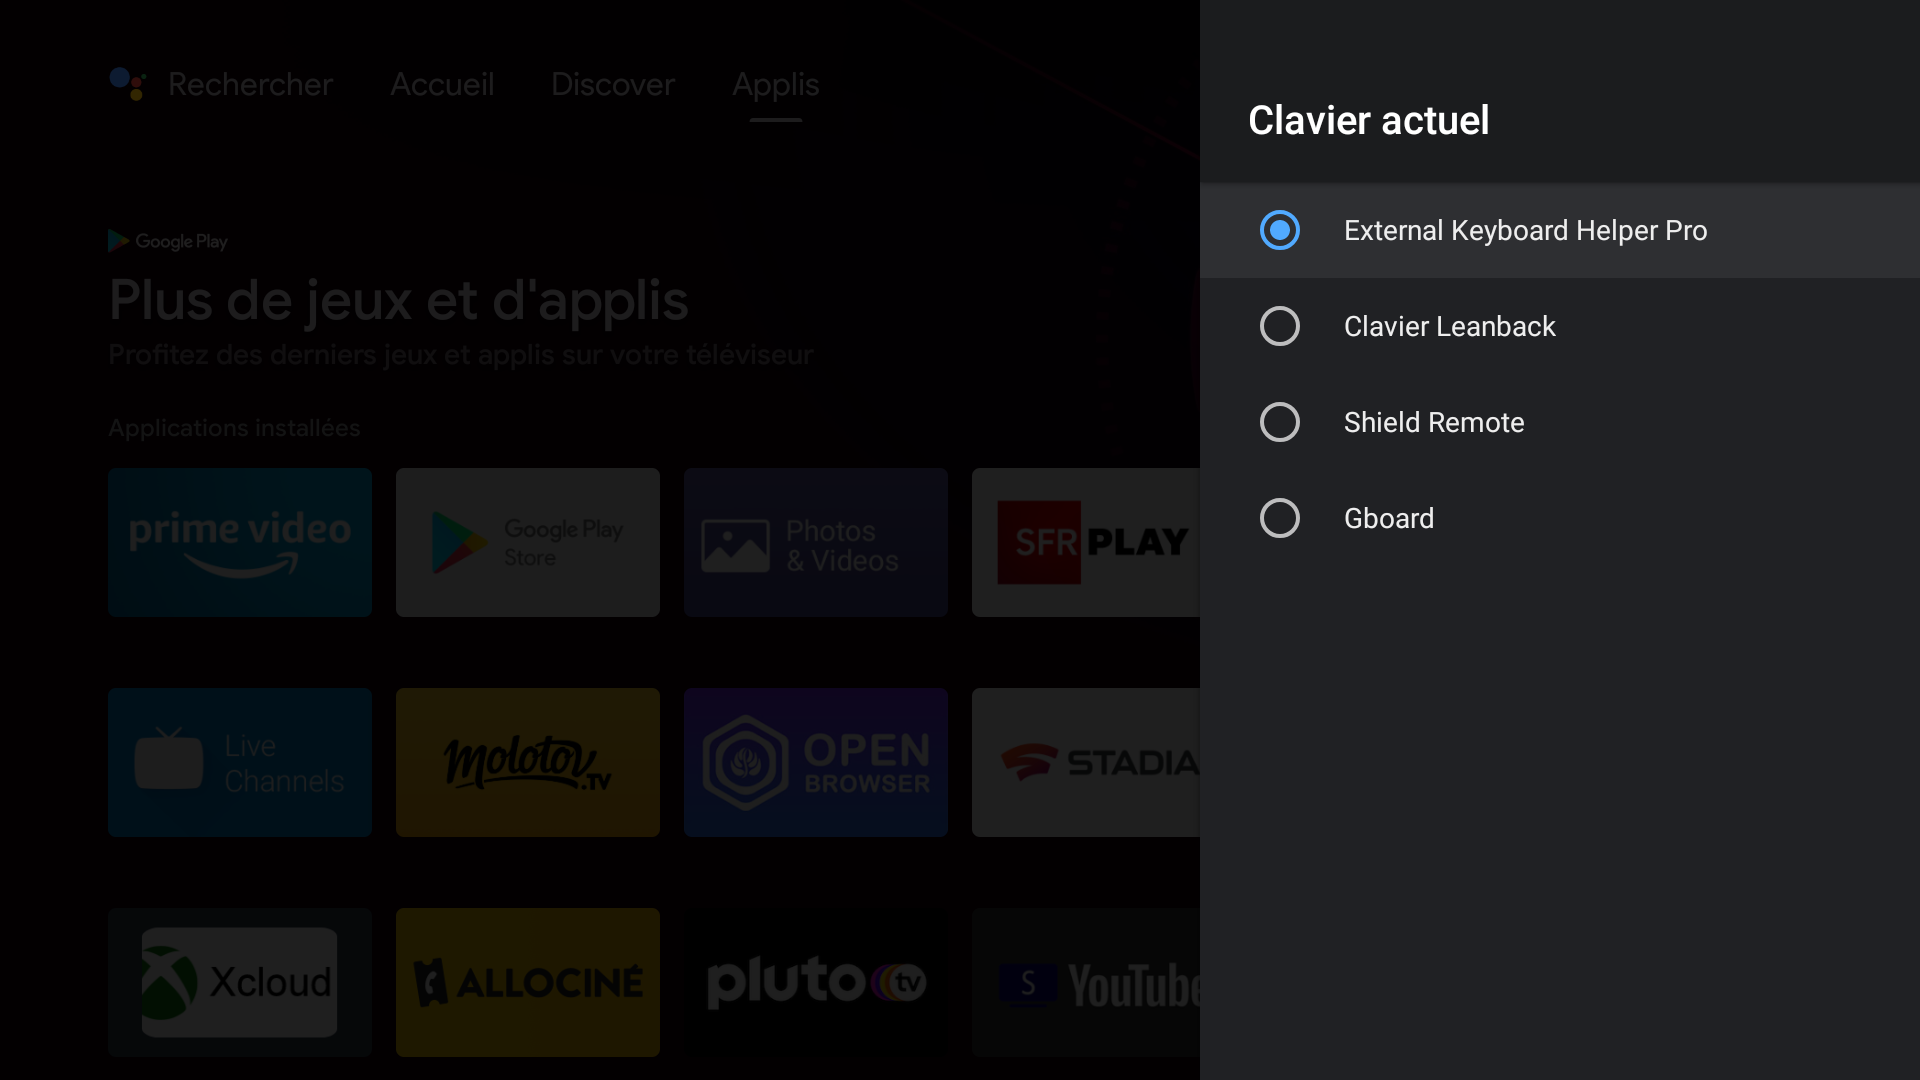 Rechercher
Accueil
Discover
Applis
Google Play
Plus de jeux et d'applis
Profitez des derniers jeux et applis sur votre téléviseur
Applications installées
prime video
Google Play
Store
Photos
& Videos
SFR PLAY
Live
Channels
molotov.TV
OPEN
BROWSER
STADIA
Xcloud
ALLOCINÉ
pluto tv
S YouTube
Clavier actuel
External Keyboard Helper Pro
Clavier Leanback
Shield Remote
Gboard